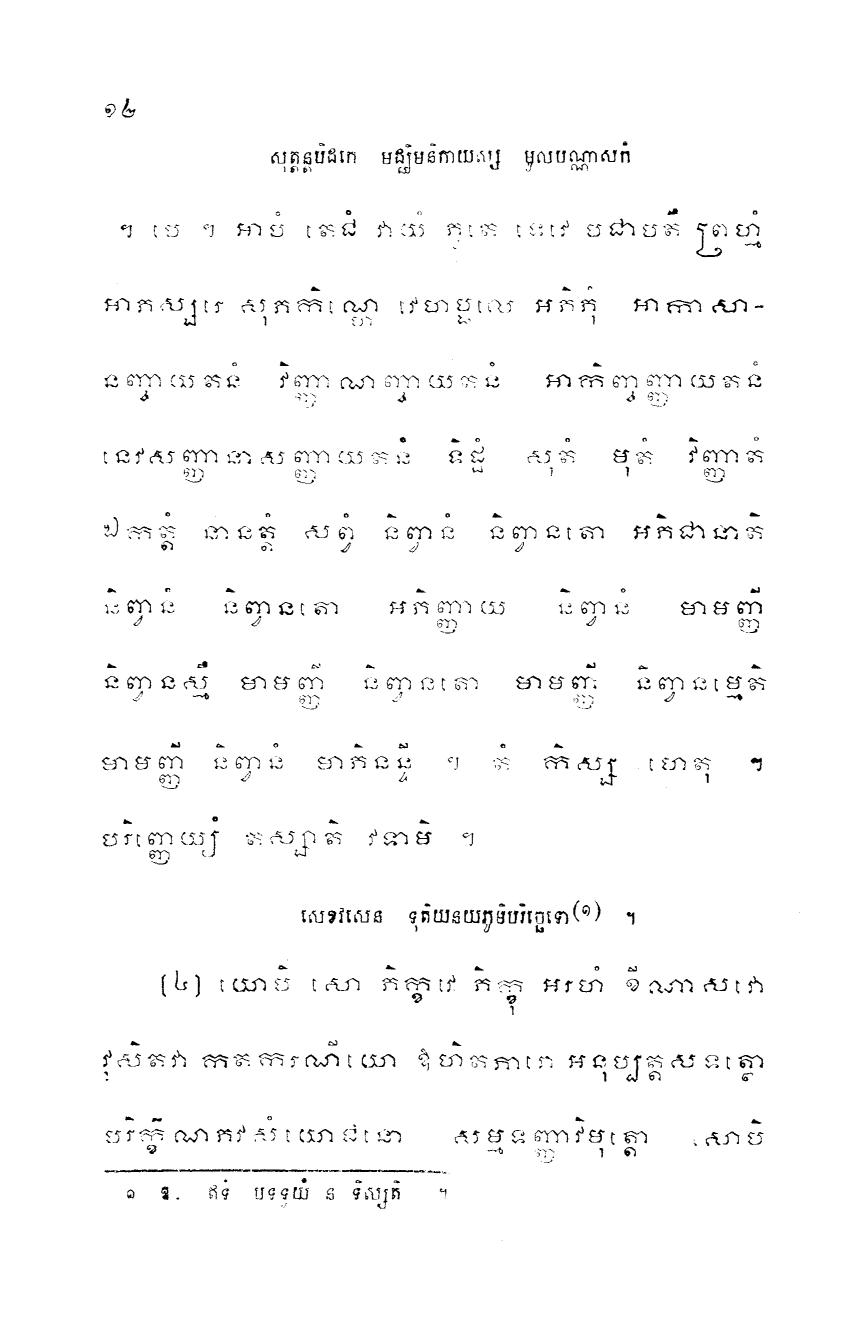 ១៤
សុត្តន្តបិដកេ មជ្ឈិមនិកាយស្ស មូលបណ្ណាសកំ
។ បេ ។ អាបំ តេជំ វាយំ ភូតេ ទេវេ បជាបតឹ ព្រហ្មំ
អាភស្សរេ សុភកិណ្ហេ វេហប្ផលេ អភិភុំ អាកាសា-
នញ្ចាយតនំ វិញ្ញាណញ្ចាយតនំ អាកិញ្ចញ្ញាយតនំ
នេវសញ្ញានាសញ្ញាយតនំ ទិដ្ឋំ សុតំ មុតំ វិញ្ញាតំ
ឯកត្តំ នានត្តំ សព្វំ និព្វានំ និព្វានតោ អភិជានាតិ
និព្វានំ និព្វានតោ អភិញ្ញាយ និព្វានំ មាមញ្ញី
និព្វានស្មឹ មាមញ្ញី និព្វានតោ មាមញ្ញី និព្វានម្មេតិ
មាមញ្ញី និព្វានំ មាភិនន្ទិ ។ តំ កិស្ស ហេតុ ។
បរិញ្ញេយ្យំ តស្សាតិ វទាមិ ។
សេខវសេន ទុតិយនយភូមិបរិច្ឆេទោ(១) ។
(៤) យោបិ សោ ភិក្ខវេ ភិក្ខុ អរហំ ខីណាសវោ
វុសិតវា កតករណីយោ ឱហិតភារោ អនុប្បត្តសទត្ថោ
បរិក្ខីណភវសំយោជនោ សម្មទញ្ញាវិមុត្តោ សោបិ
១ ឱ. ឥទំ បទទ្វយំ ន ទិស្សតិ ។